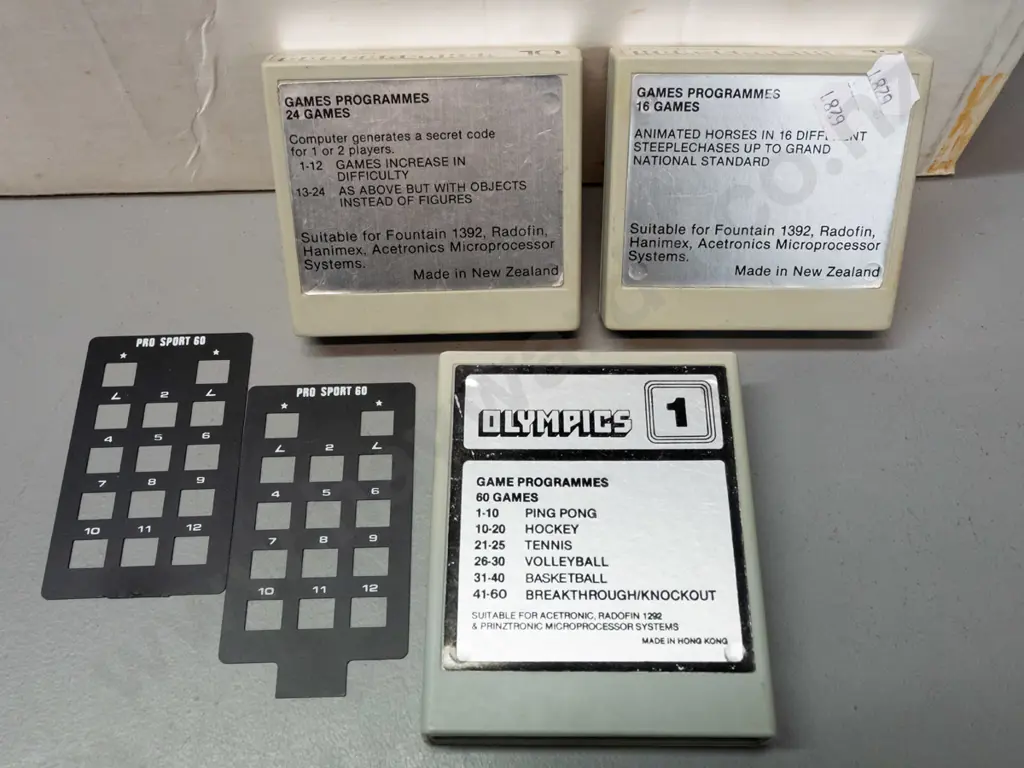 GAMES PROGRAMMES
24 GAMES
Computer generates a secret code
for 1 or 2 players.
1-12 GAMES INCREASE IN
DIFFICULTY
13-24 AS ABOVE BUT WITH OBJECTS
INSTEAD OF FIGURES
Suitable for Fountain 1392, Radofin,
Hanimex, Acetronics Microprocessor
Systems.
Made in New Zealand
GAMES PROGRAMMES
16 GAMES
ANIMATED HORSES IN 16
STEEPLECHASES UP TO GRAND
NATIONAL STANDARD
Suitable for Fountain 1392, Radofin,
Hanimex, Acetronics Microprocessor
Systems.
Made in New Zealand
1.829
1.829
PRO SPORT 60
2
4 5 6
7 8 9
10 11 12
PRO SPORT 60
2
4 5 6
7 8 9
10 11 12
OLYMPICS 1
GAME PROGRAMMES
60 GAMES
1-10 PING PONG
10-20 HOCKEY
21-25 TENNIS
26-30 VOLLEYBALL
31-40 BASKETBALL
41-60 BREAKTHROUGH/KNOCKOUT
SUITABLE FOR ACETRONIC, RADOFIN 1292
& PRINZTRONIC MICROPROCESSOR SYSTEMS
MADE IN HONG KONG